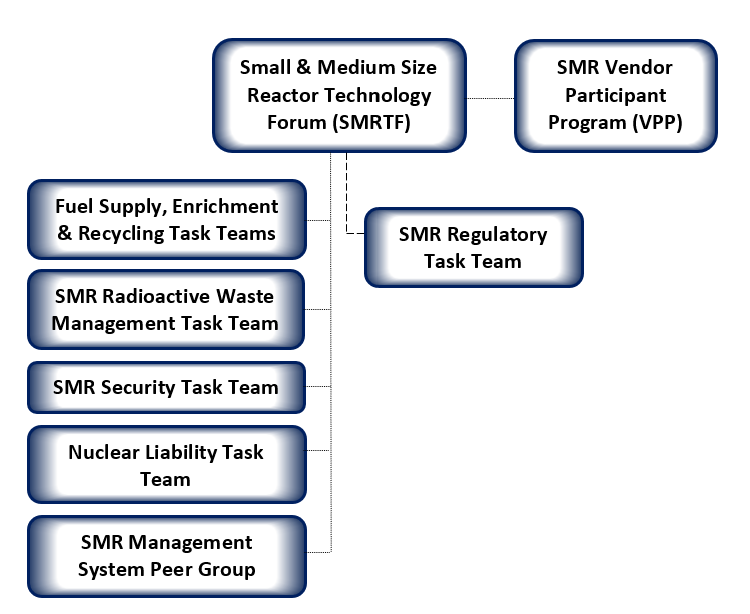 Small & Medium Size
Reactor Technology
Forum (SMRTF)
SMR Vendor
Participant
Program (VPP)
Fuel Supply, Enrichment
& Recycling Task Teams
SMR Regulatory
Task Team
SMR Radioactive Waste
Management Task Team
SMR Security Task Team
Nuclear Liability Task
Team
SMR Management
System Peer Group